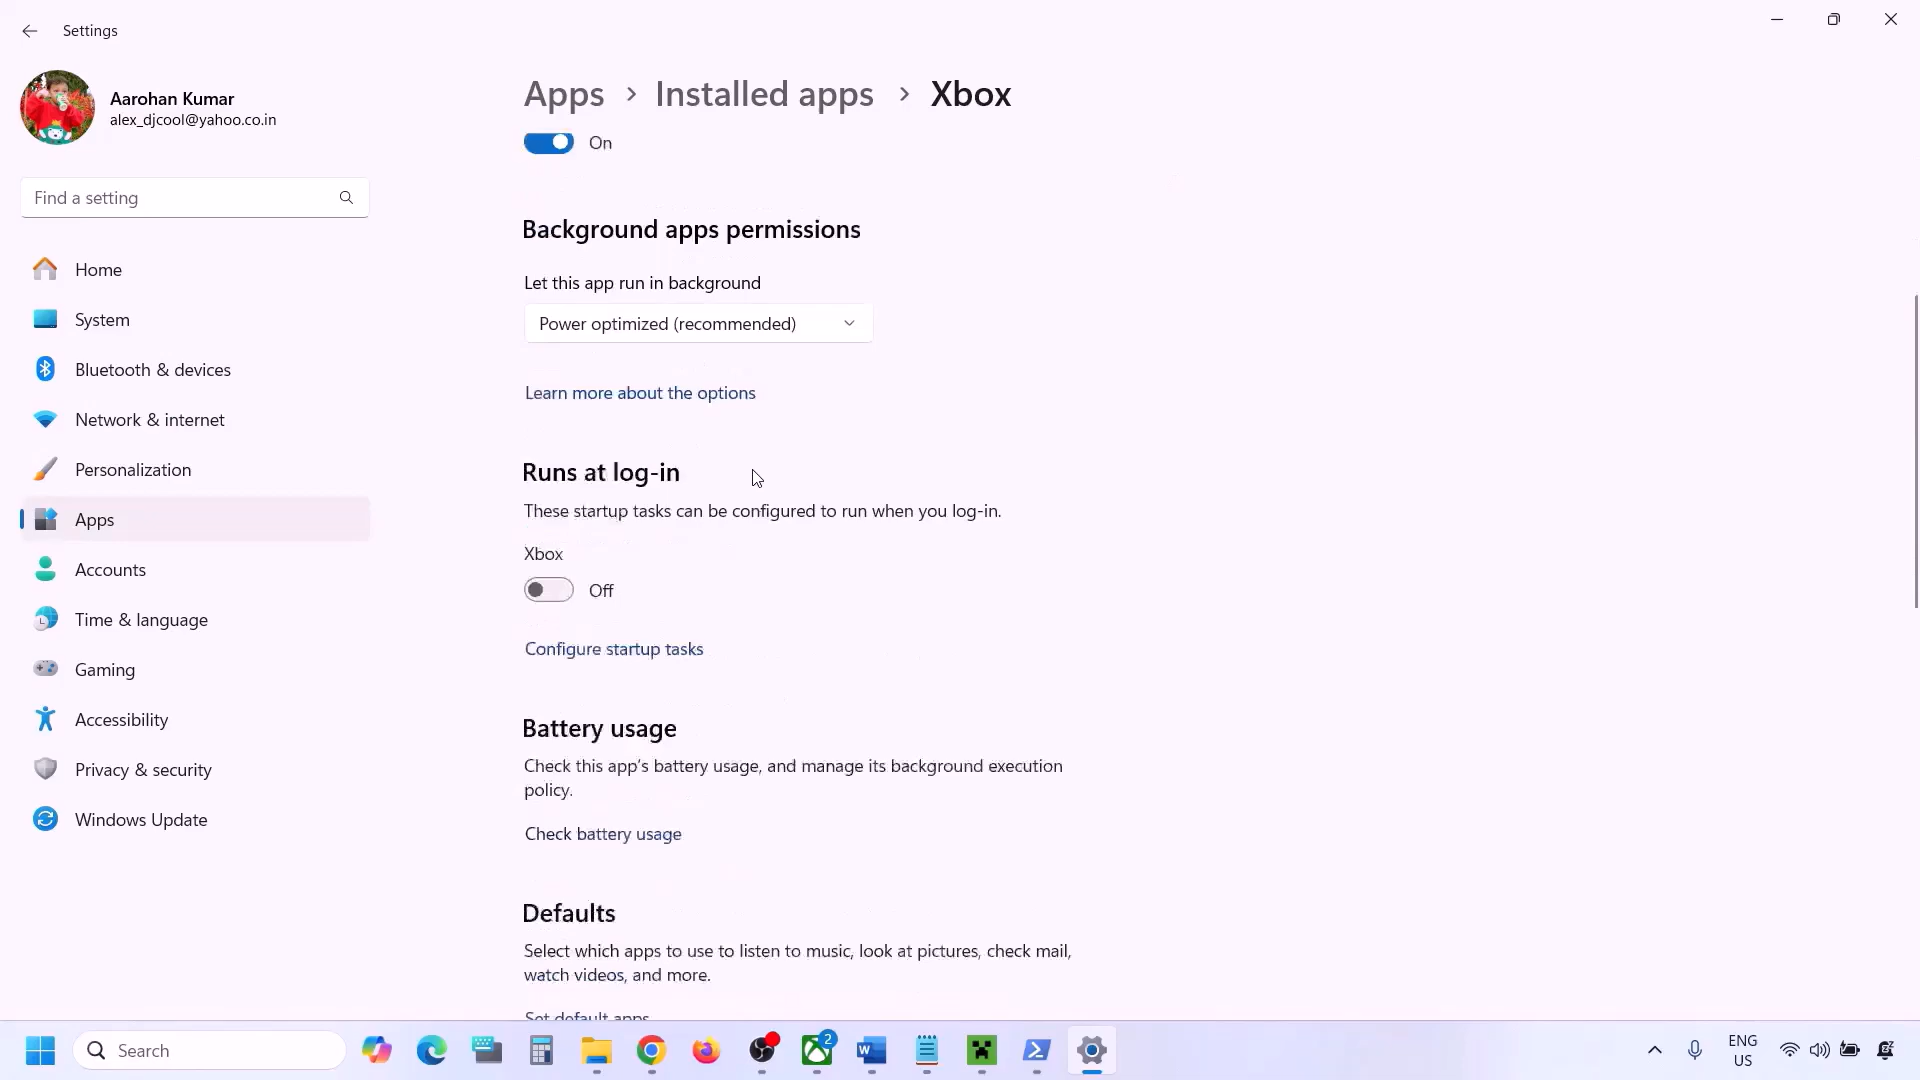 Settings
Aarohan Kumar
alex_djcool@yahoo.co.in
Find a setting
Home
System
Bluetooth & devices
Network & internet
Personalization
Apps
Accounts
Time & language
Gaming
Accessibility
Privacy & security
Windows Update
Apps > Installed apps > Xbox
On
Background apps permissions
Let this app run in background
Power optimized (recommended)
Learn more about the options
Runs at log-in
These startup tasks can be configured to run when you log-in.
Xbox
Off
Configure startup tasks
Battery usage
Check this app's battery usage, and manage its background execution
policy.
Check battery usage
Defaults
Select which apps to use to listen to music, look at pictures, check mail,
watch videos, and more.
Set default apps
Search
2
W
ENG
US